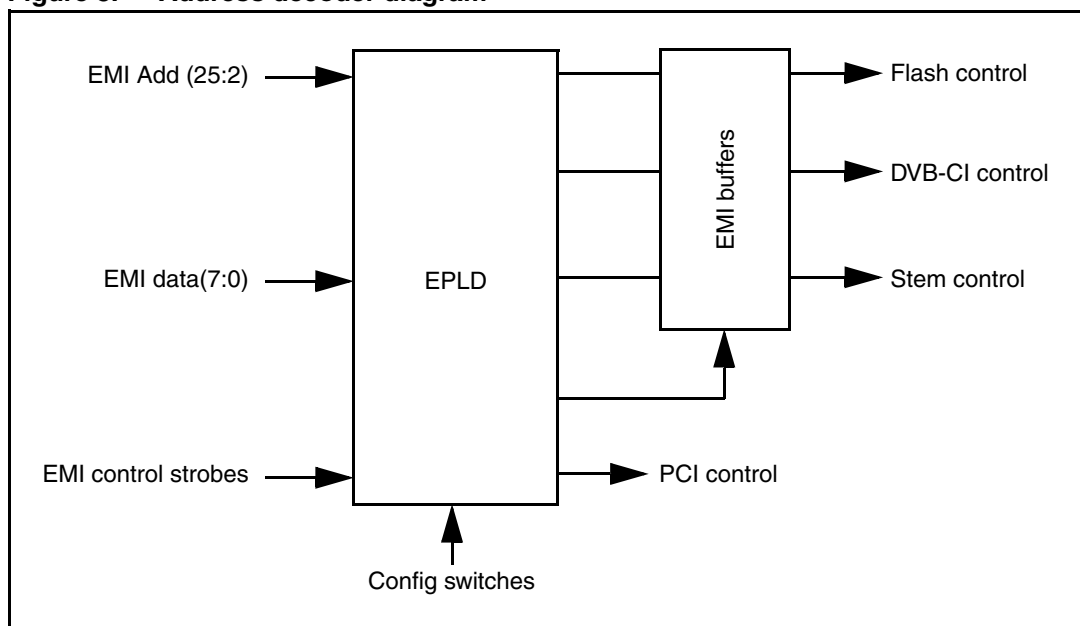 EMI Add (25:2)
EMI data(7:0)
EMI control strobes
EPLD
EMI buffers
Flash control
DVB-CI control
Stem control
PCI control
Config switches